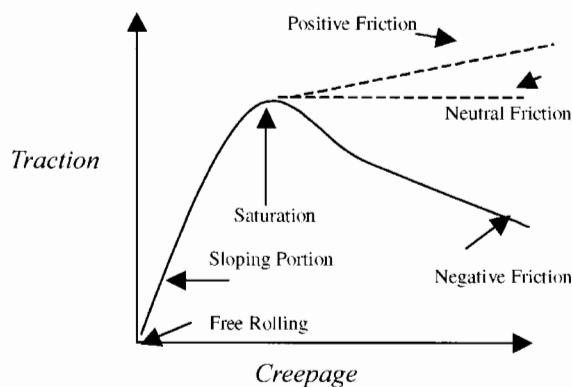 Positive Friction
Neutral Friction
Traction
Saturation
Sloping Portion
Negative Friction
Free Rolling
Creepage